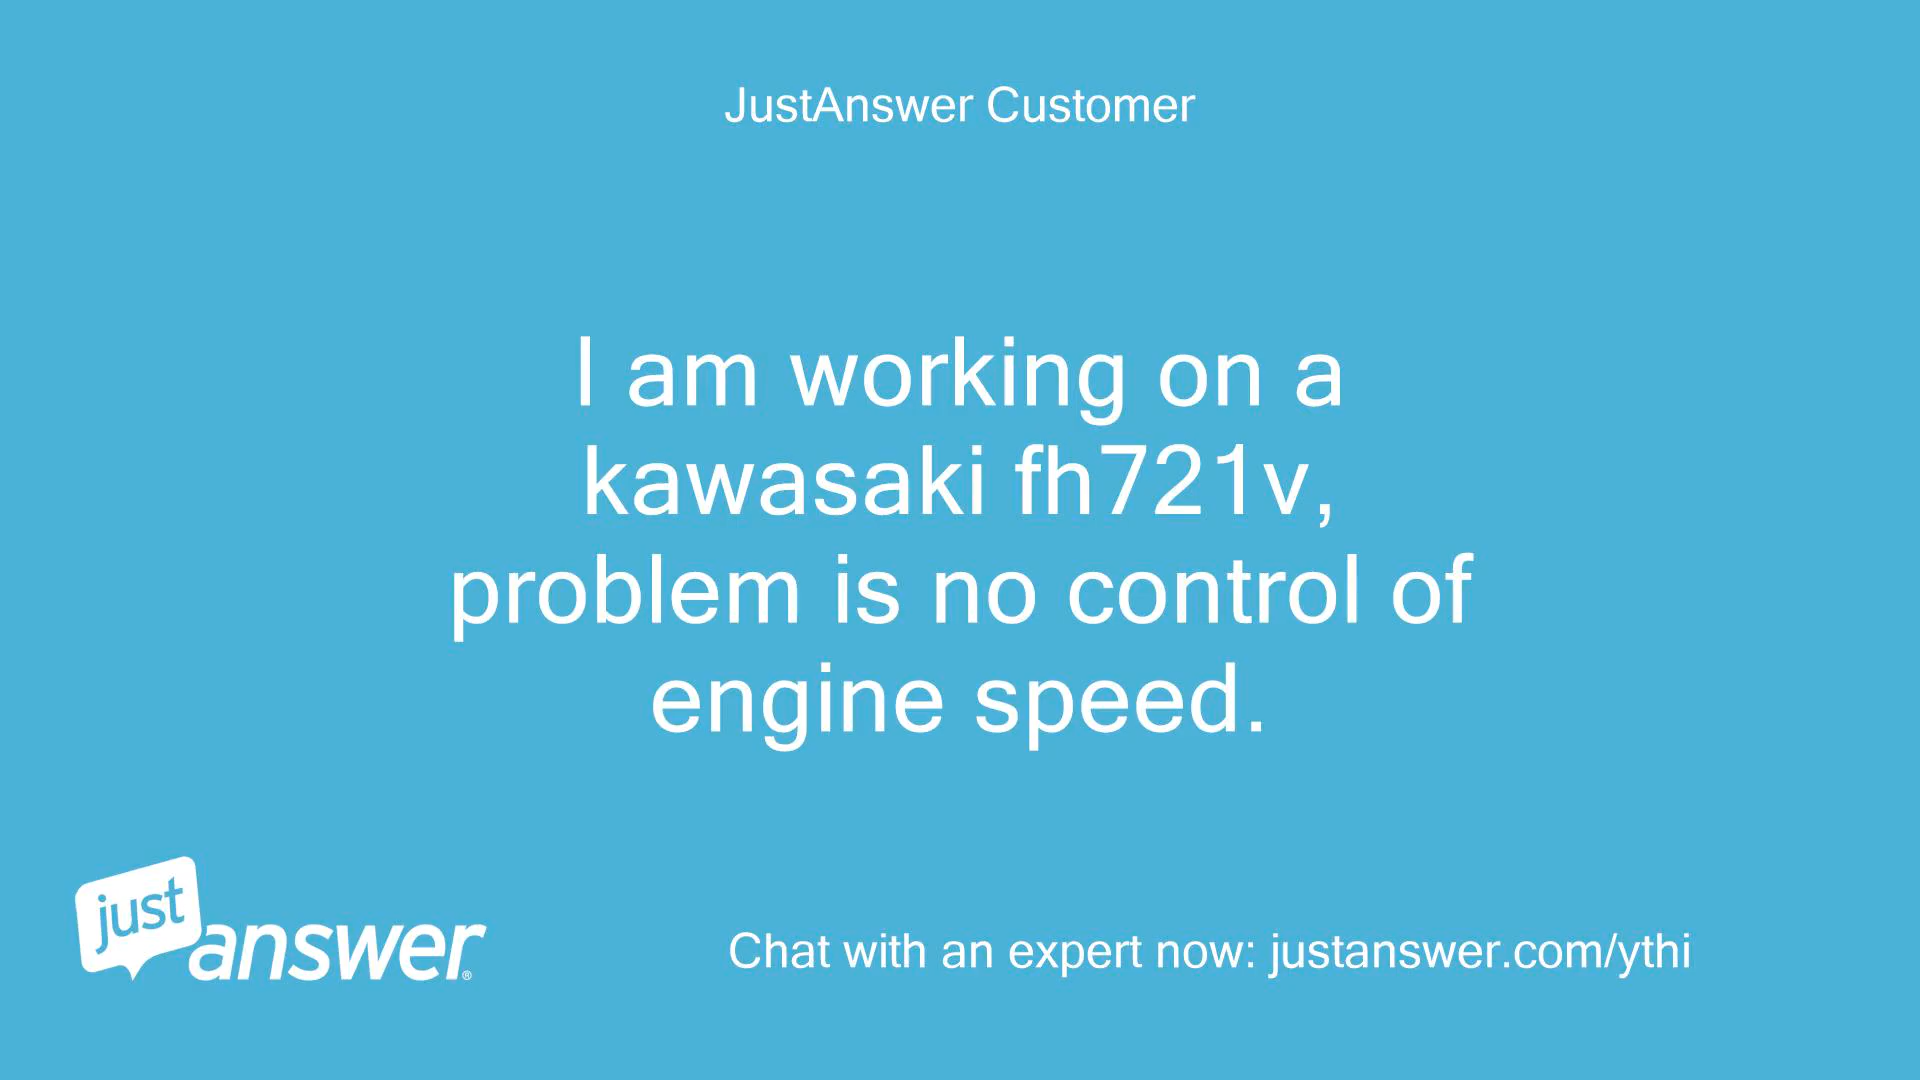 JustAnswer Customer
I am working on a
kawasaki fh721v,
problem is no control of
engine speed.
just
answer®
Chat with an expert now: justanswer.com/ythi